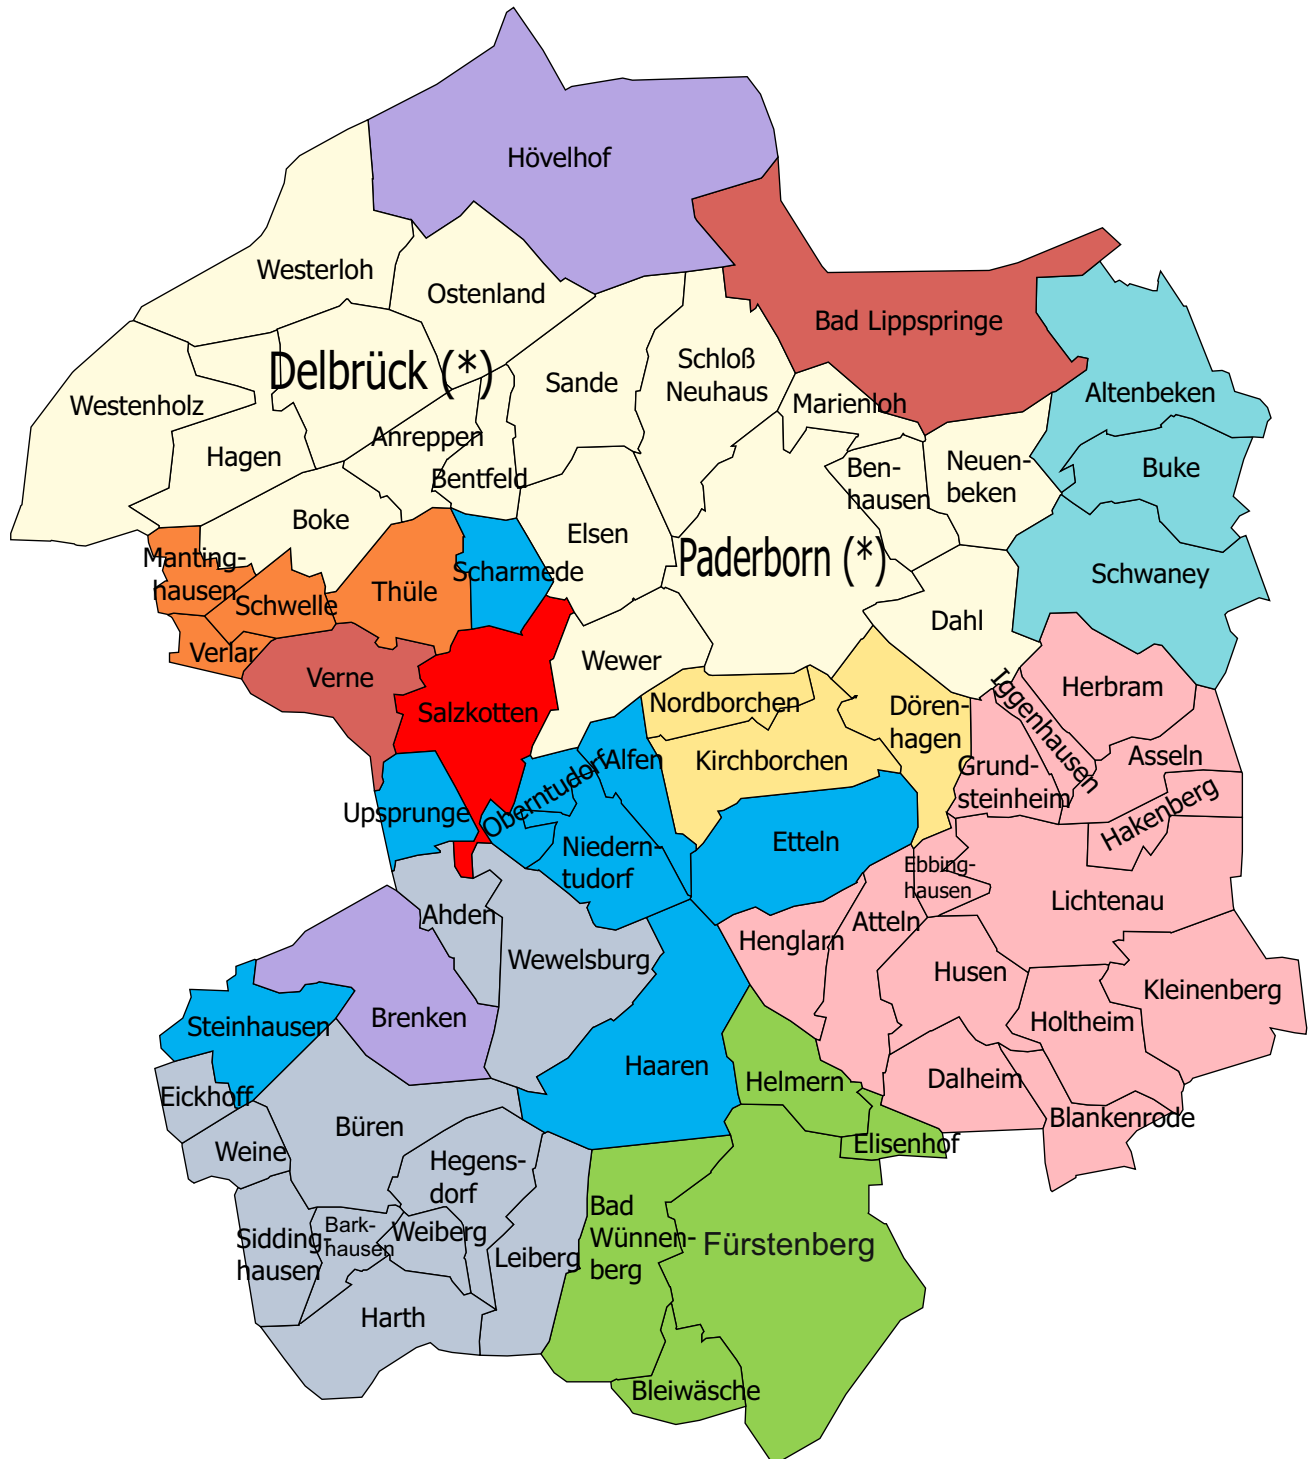 Hövelhof
Westerloh
Ostenland
Bad Lippspringe
Delbrück (*)
Sande
Schloß
Neuhaus
Westenholz
Marienloh
Altenbeken
Anreppen
Hagen
Bentfeld
Ben-
hausen
Neuen-
beken
Buke
Boke
Elsen
Paderborn (*)
Manting-
hausen
Schwelle
Thüle
Scharmede
Schwaney
Dahl
Verlar
Verne
Wewer
Salzkotten
Nordborchen
Dören-
hagen
Iggenhausen
Herbram
Alfen
Kirchborchen
Grund-
steinheim
Asseln
Hakenberg
Upsprunge
Oberntudorf
Niedern-
tudorf
Etteln
Ebbing-
hausen
Lichtenau
Ahden
Wewelsburg
Henglarn
Atteln
Husen
Kleinenberg
Holtheim
Steinhausen
Brenken
Haaren
Helmern
Dalheim
Blankenrode
Eickhoff
Büren
Elisenhof
Weine
Hegens-
dorf
Bad
Wünnen-
berg
Fürstenberg
Sidding-
hausen
Bark-
hausen
Weiberg
Leiberg
Harth
Bleiwäsche